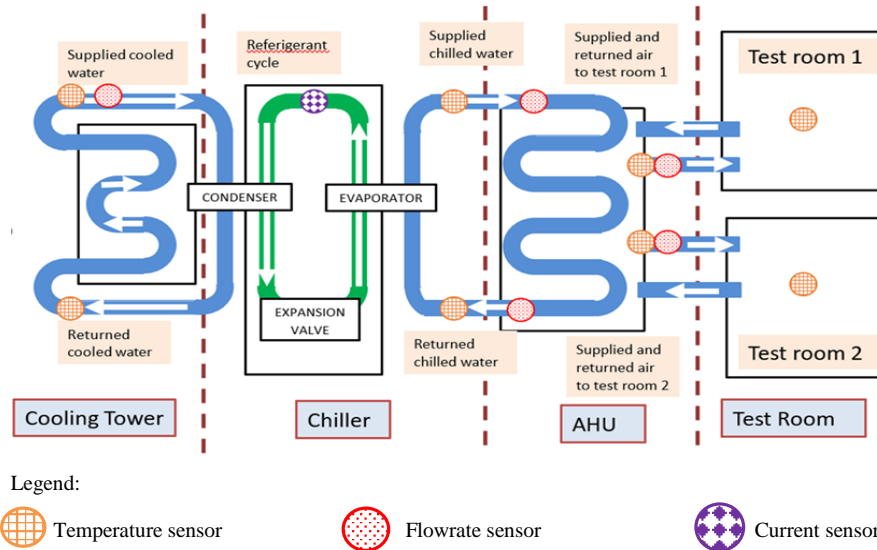 Supplied cooled
water
Referigerant
cycle
Supplied
chilled water
Supplied and
returned air
to test room 1
Test room 1
CONDENSER
EVAPORATOR
EXPANSION
VALVE
Returned
cooled water
Returned
chilled water
Supplied and
returned air
to test room 2
Test room 2
Cooling Tower
Chiller
AHU
Test Room
Legend:
Temperature sensor
Flowrate sensor
Current sensor